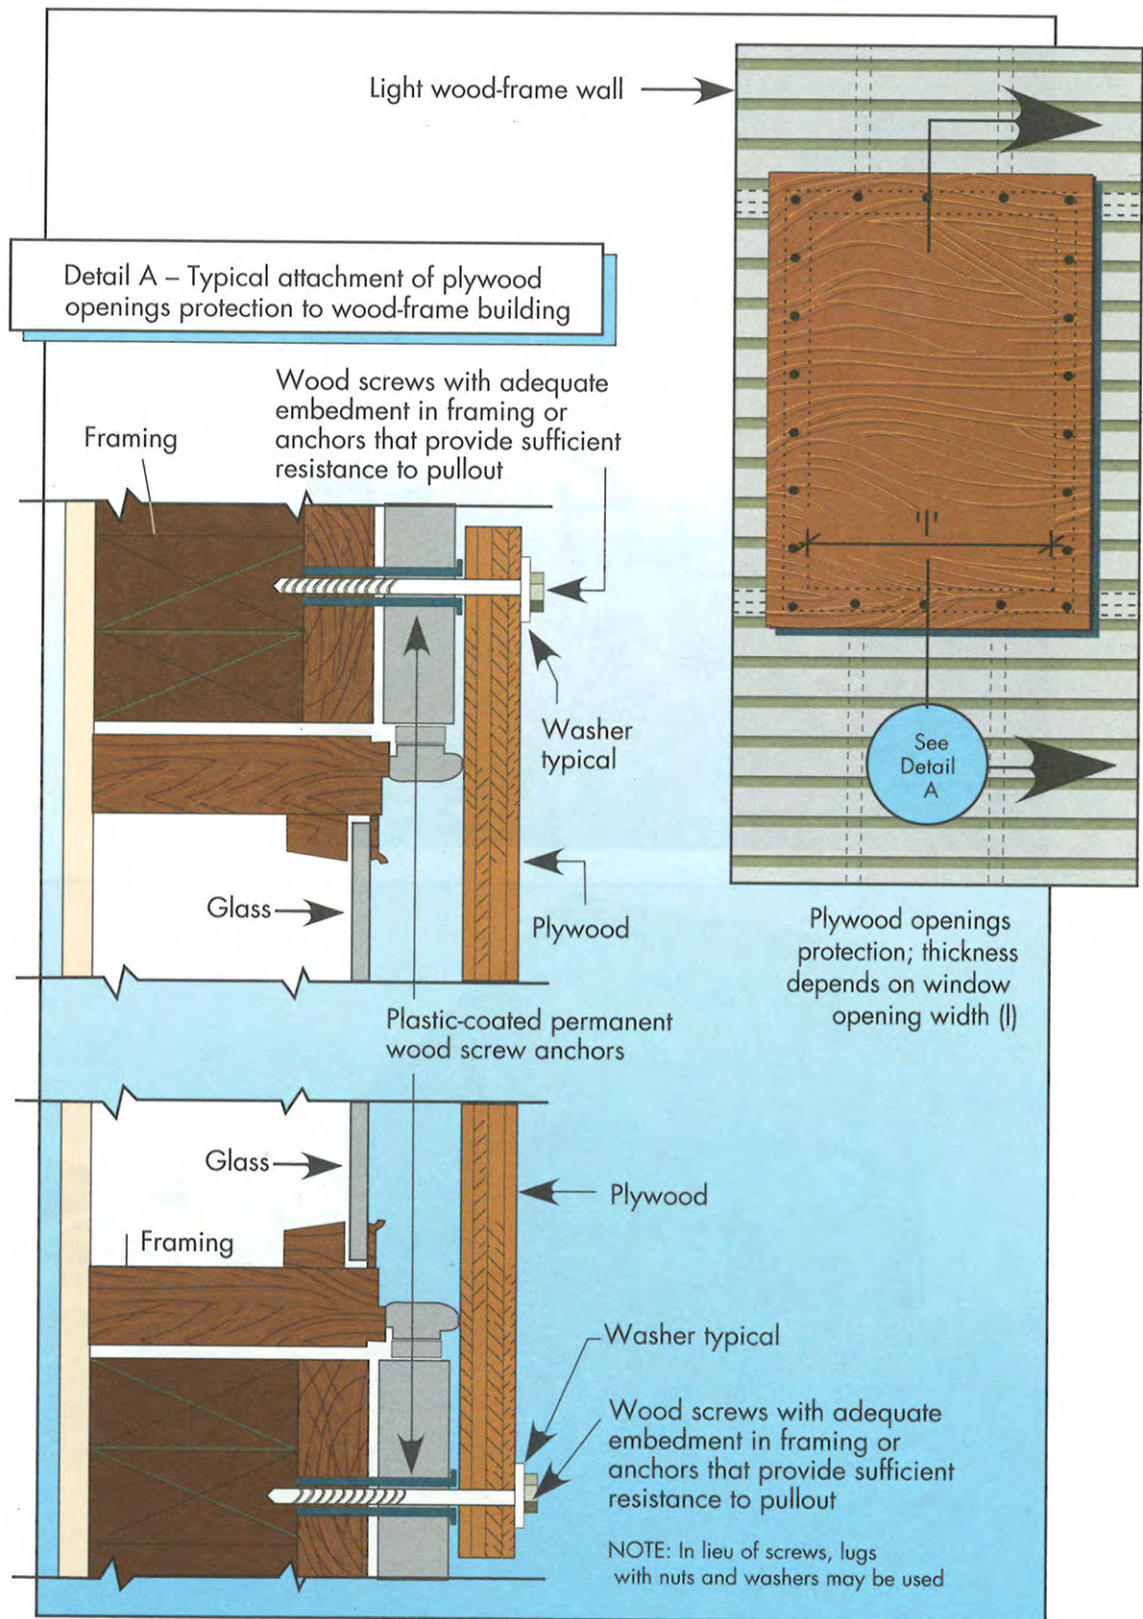 Light wood-frame wall
Detail A – Typical attachment of plywood
openings protection to wood-frame building
Wood screws with adequate
embedment in framing or
anchors that provide sufficient
resistance to pullout
Framing
"l"
Washer
typical
See
Detail
A
Glass
Plywood
Plywood openings
protection; thickness
depends on window
opening width (l)
Plastic-coated permanent
wood screw anchors
Glass
Plywood
Framing
Washer typical
Wood screws with adequate
embedment in framing or
anchors that provide sufficient
resistance to pullout
NOTE: In lieu of screws, lugs
with nuts and washers may be used